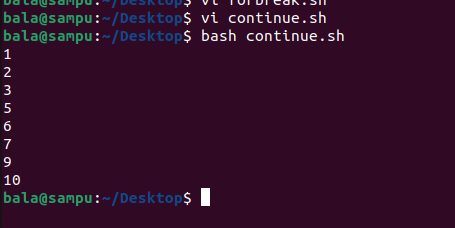 bala@sampu:~/Desktop$ vi forbreak.sh
bala@sampu:~/Desktop$ vi continue.sh
bala@sampu:~/Desktop$ bash continue.sh
1
2
3
5
6
7
9
10
bala@sampu:~/Desktop$